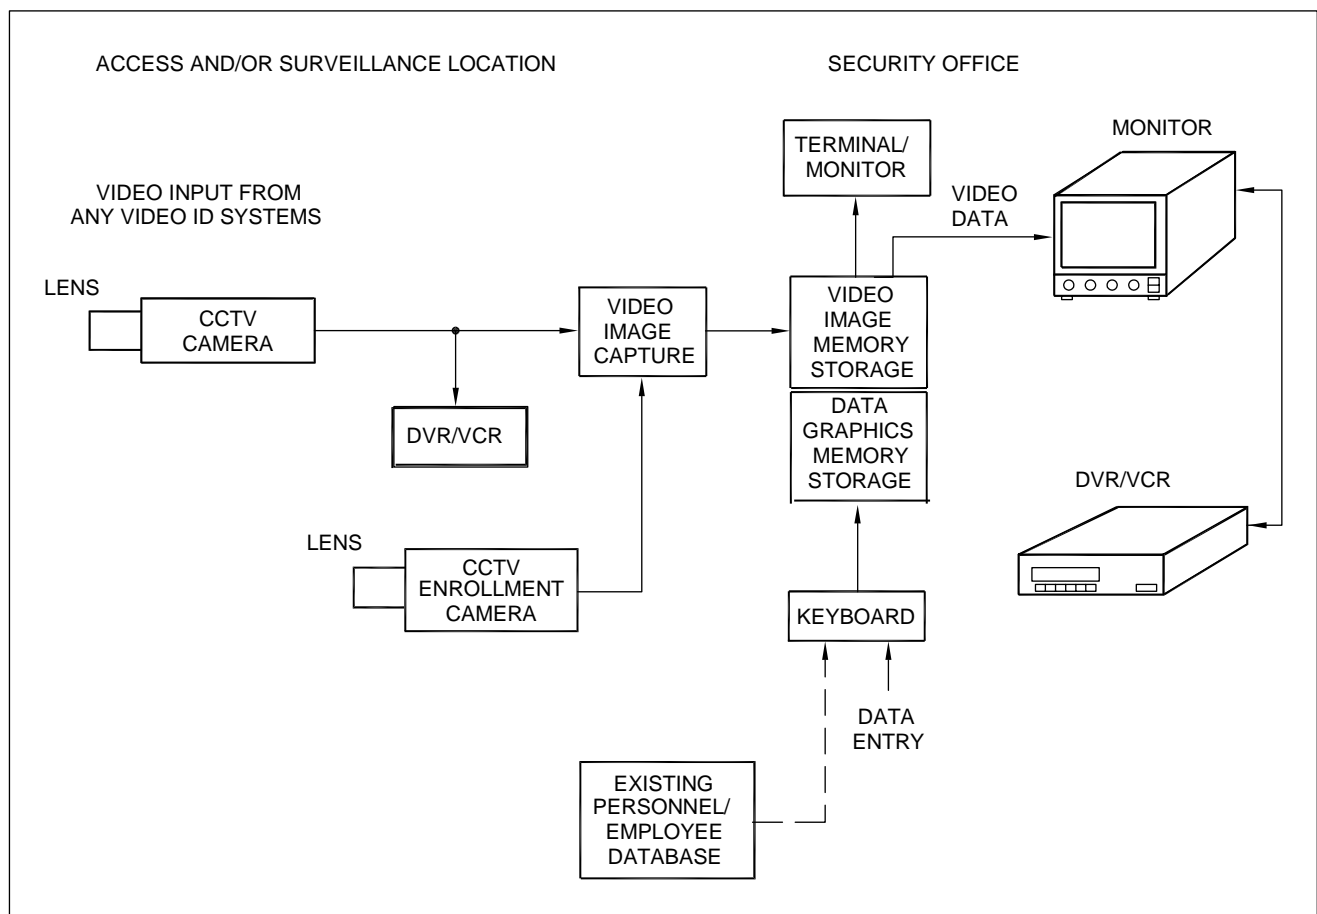 ACCESS AND/OR SURVEILLANCE LOCATION
SECURITY OFFICE
VIDEO INPUT FROM
ANY VIDEO ID SYSTEMS
TERMINAL/
MONITOR
MONITOR
VIDEO
DATA
LENS
CCTV
CAMERA
VIDEO
IMAGE
CAPTURE
VIDEO
IMAGE
MEMORY
STORAGE
DVR/VCR
DATA
GRAPHICS
MEMORY
STORAGE
DVR/VCR
LENS
CCTV
ENROLLMENT
CAMERA
KEYBOARD
DATA
ENTRY
EXISTING
PERSONNEL/
EMPLOYEE
DATABASE